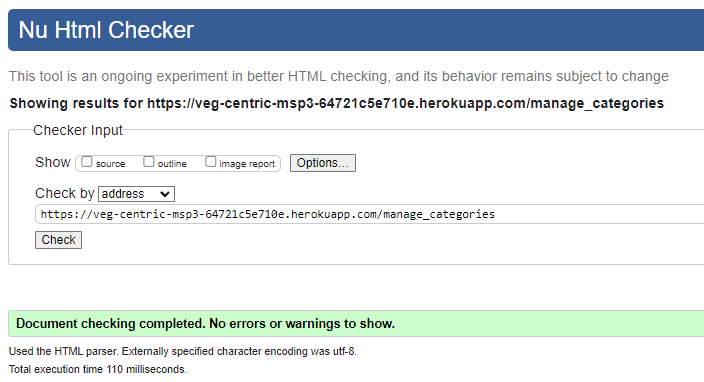 Nu Html Checker
This tool is an ongoing experiment in better HTML checking, and its behavior remains subject to change
Showing results for https://veg-centric-msp3-64721c5e710e.herokuapp.com/manage_categories
Checker Input
Show source outline image report Options...
Check by address
https://veg-centric-msp3-64721c5e710e.herokuapp.com/manage_categories
Check
Document checking completed. No errors or warnings to show.
Used the HTML parser. Externally specified character encoding was utf-8.
Total execution time 110 milliseconds.